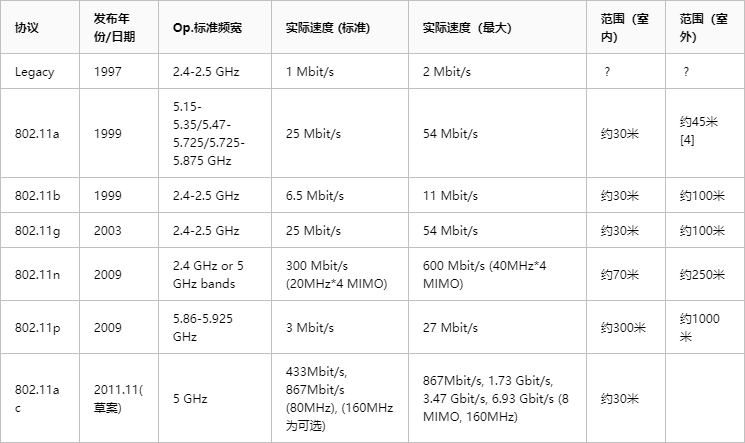 协议 发布年份/日期 Op.标准频宽 实际速度 (标准) 实际速度（最大） 范围（室内） 范围（室外）
Legacy 1997 2.4-2.5 GHz 1 Mbit/s 2 Mbit/s ？ ？
802.11a 1999 5.15-5.35/5.47-5.725/5.725-5.875 GHz 25 Mbit/s 54 Mbit/s 约30米 约45米[4]
802.11b 1999 2.4-2.5 GHz 6.5 Mbit/s 11 Mbit/s 约30米 约100米
802.11g 2003 2.4-2.5 GHz 25 Mbit/s 54 Mbit/s 约30米 约100米
802.11n 2009 2.4 GHz or 5 GHz bands 300 Mbit/s (20MHz*4 MIMO) 600 Mbit/s (40MHz*4 MIMO) 约70米 约250米
802.11p 2009 5.86-5.925 GHz 3 Mbit/s 27 Mbit/s 约300米 约1000米
802.11ac 2011.11(草案) 5 GHz 433Mbit/s, 867Mbit/s (80MHz), (160MHz为可选) 867Mbit/s, 1.73 Gbit/s, 3.47 Gbit/s, 6.93 Gbit/s (8 MIMO, 160MHz) 约30米